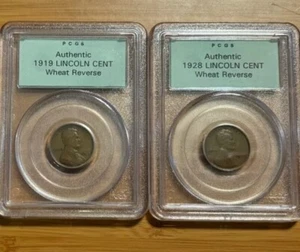 PCGS
Authentic
1919 LINCOLN CENT
Wheat Reverse
PCGS
Authentic
1928 LINCOLN CENT
Wheat Reverse